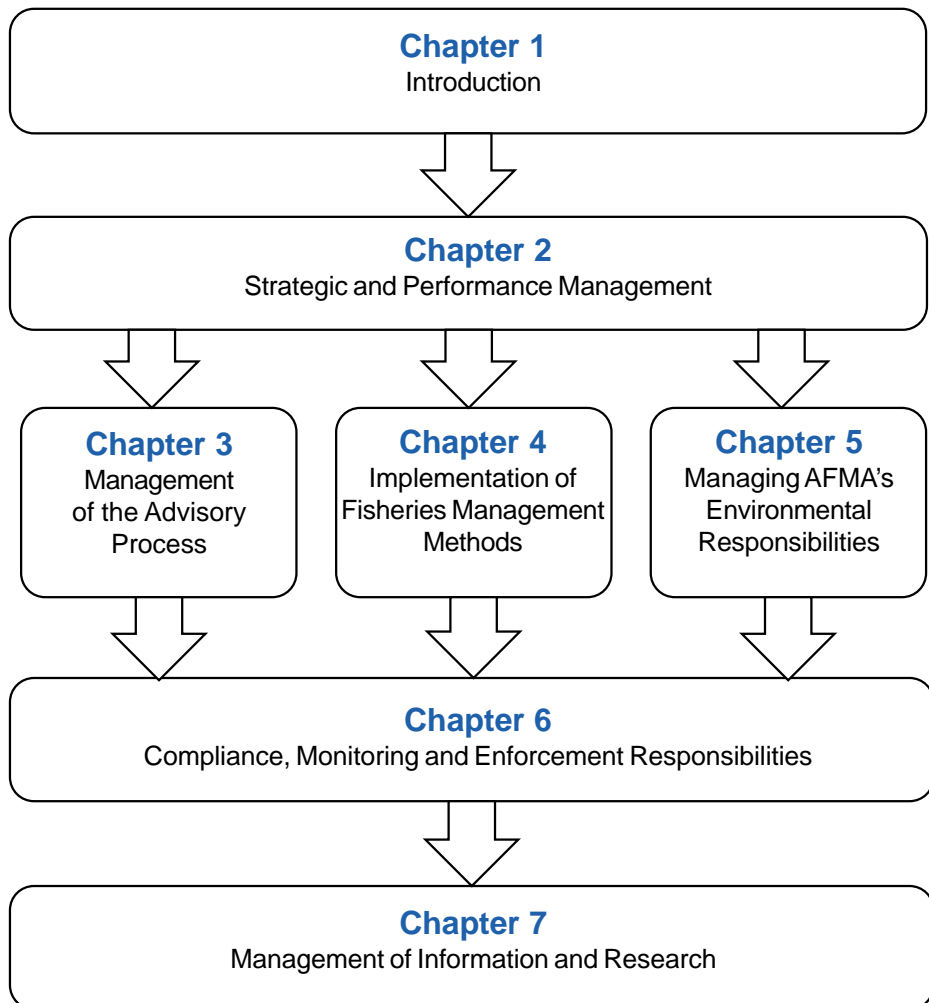 Chapter 1
Introduction
Chapter 2
Strategic and Performance Management
Chapter 3
Management
of the Advisory
Process
Chapter 4
Implementation of
Fisheries Management
Methods
Chapter 5
Managing AFMA's
Environmental
Responsibilities
Chapter 6
Compliance, Monitoring and Enforcement Responsibilities
Chapter 7
Management of Information and Research